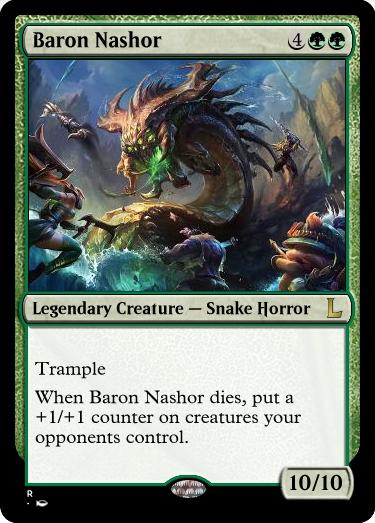 Baron Nashor 4
Legendary Creature — Snake Horror L
Trample
When Baron Nashor dies, put a
+1/+1 counter on creatures your
opponents control.
10/10
R